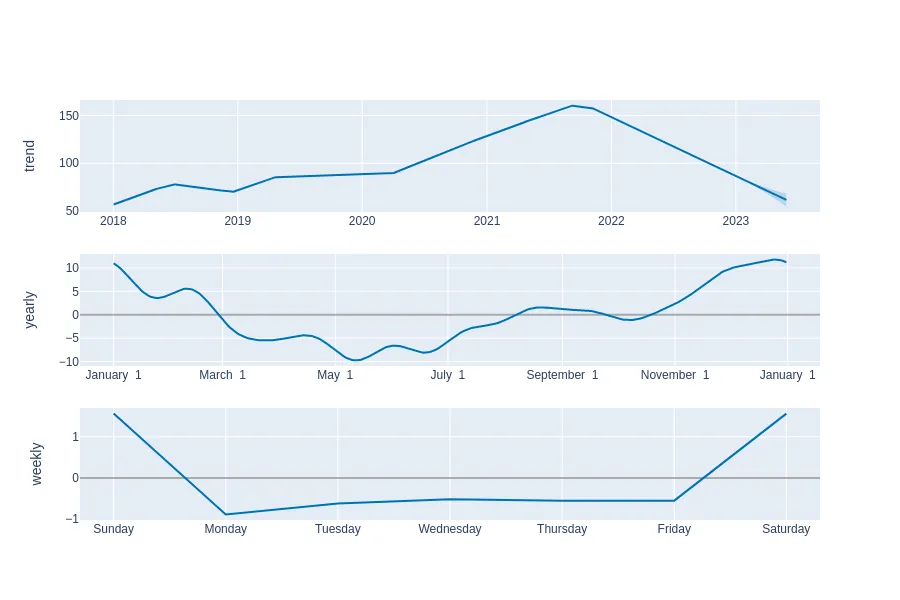 trend
150
100
50
2018 2019 2020 2021 2022 2023
yearly
10
5
0
−5
−10
January 1 March 1 May 1 July 1 September 1 November 1 January 1
weekly
1
0
−1
Sunday Monday Tuesday Wednesday Thursday Friday Saturday